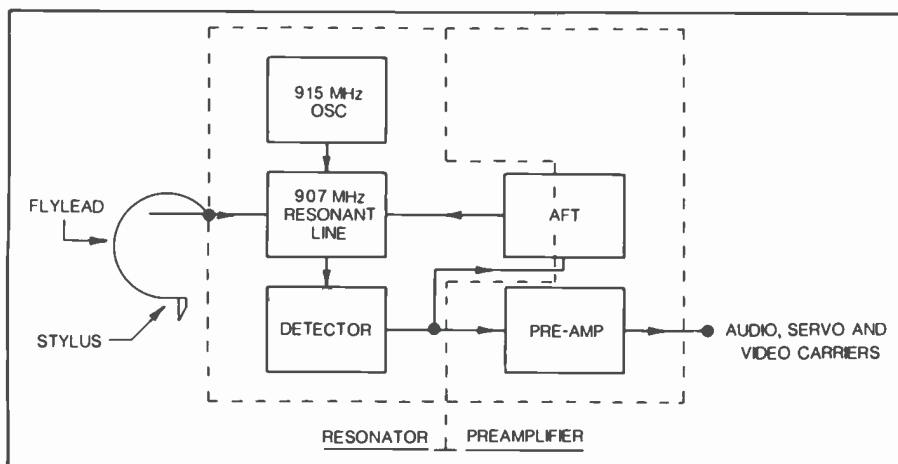 915 MHz
OSC
907 MHz
RESONANT
LINE
AFT
FLYLEAD
STYLUS
DETECTOR
PRE-AMP
AUDIO, SERVO AND
VIDEO CARRIERS
RESONATOR
PREAMPLIFIER